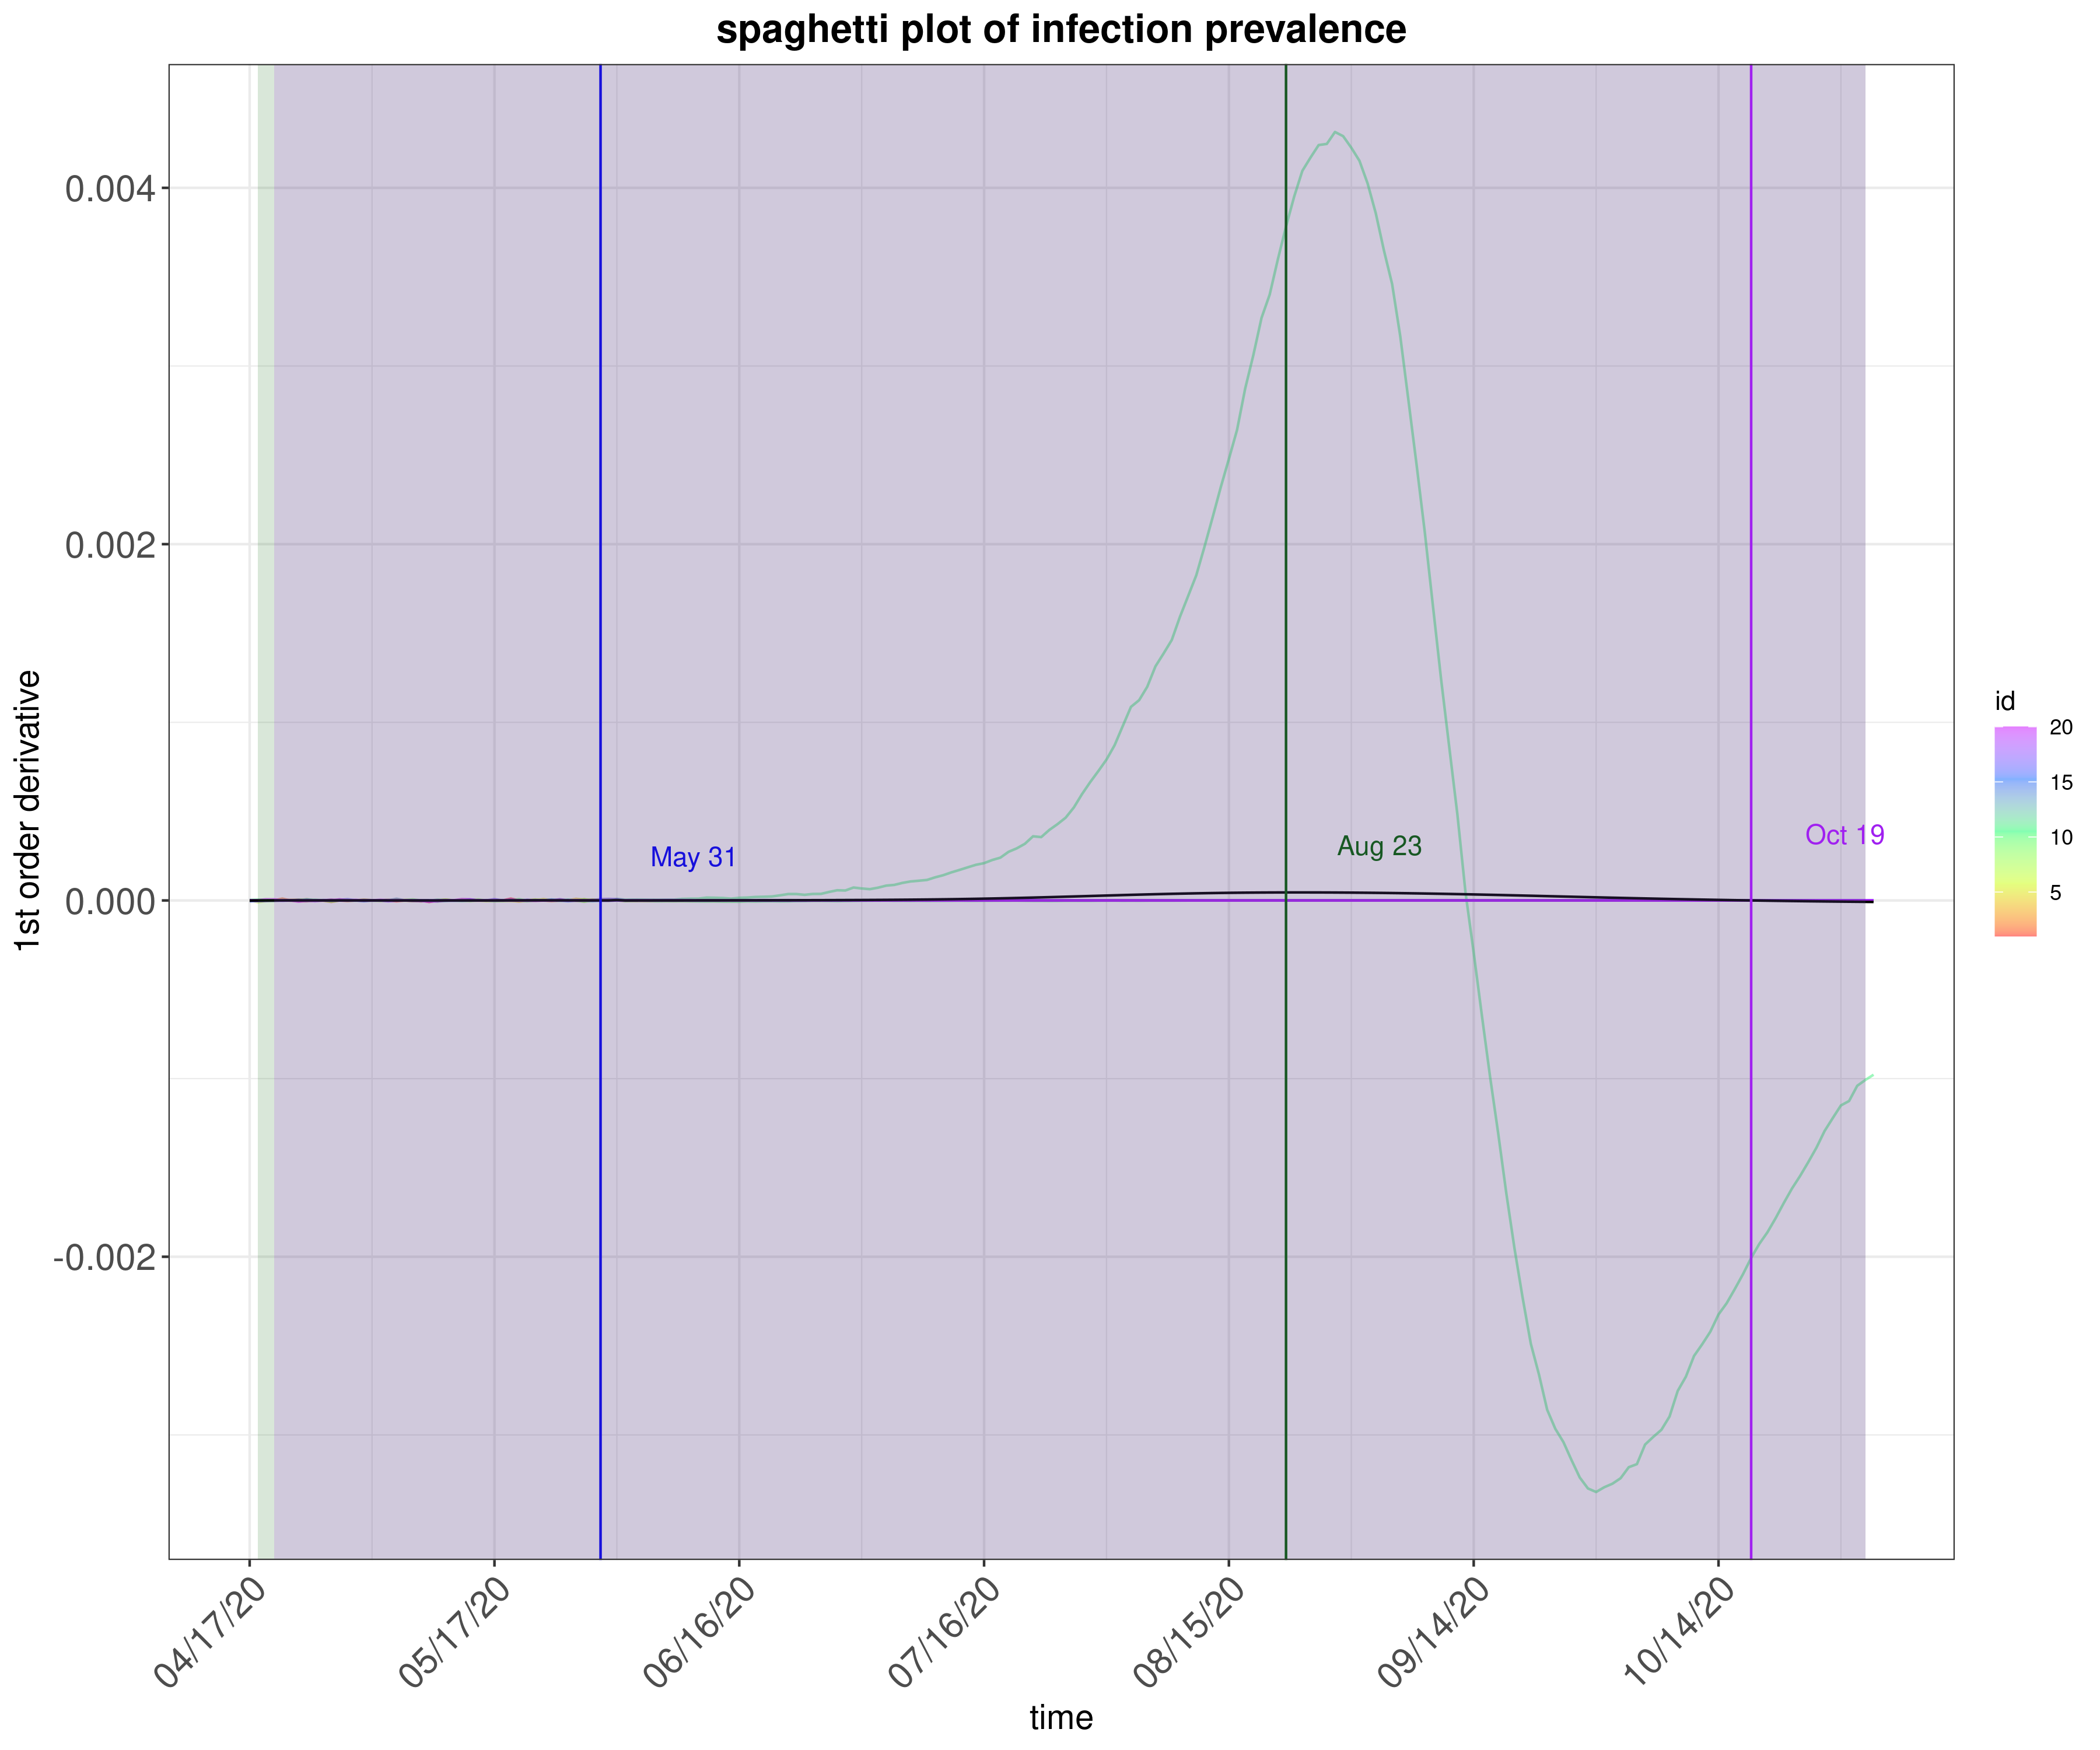 spaghetti plot of infection prevalence
1st order derivative
0.004
0.002
0.000
-0.002
May 31
Aug 23
Oct 19
id
20
15
10
5
04/17/20
05/17/20
06/16/20
07/16/20
08/15/20
09/14/20
10/14/20
time